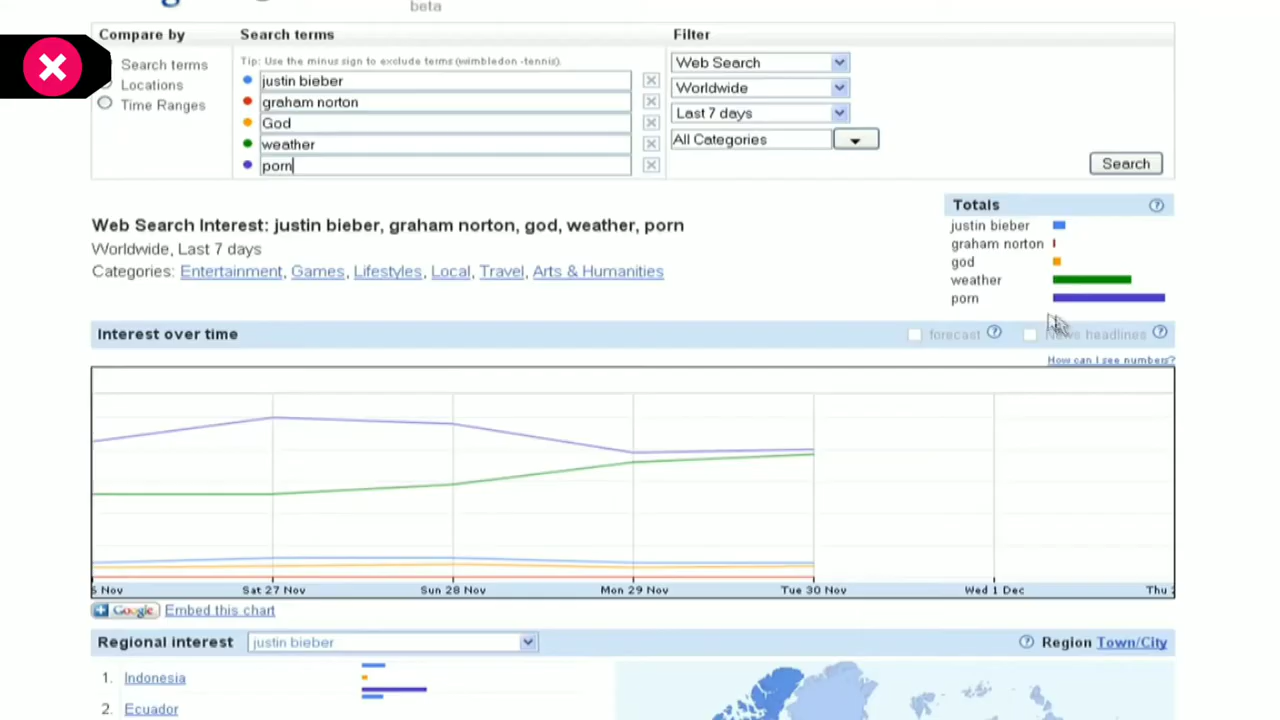 beta
Compare by
Search terms
Locations
Time Ranges
Search terms
Tip: Use the minus sign to exclude terms (wimbledon -tennis).
justin bieber
graham norton
God
weather
porn
Filter
Web Search
Worldwide
Last 7 days
All Categories
Search
Web Search Interest: justin bieber, graham norton, god, weather, porn
Worldwide, Last 7 days
Categories: Entertainment, Games, Lifestyles, Local, Travel, Arts & Humanities
Totals
justin bieber
graham norton
god
weather
porn
Interest over time
forecast
News headlines
How can I see numbers?
Nov Sat 27 Nov Sun 28 Nov Mon 29 Nov Tue 30 Nov Wed 1 Dec Thu
Google Embed this chart
Regional interest justin bieber Region Town/City
1. Indonesia
2. Ecuador